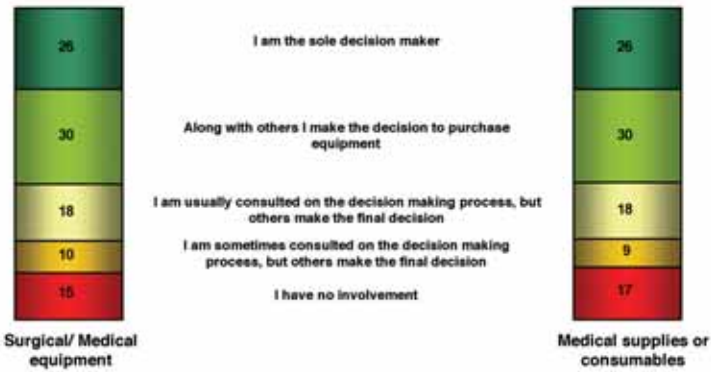 26
I am the sole decision maker
26
30
Along with others I make the decision to purchase
equipment
30
18
I am usually consulted on the decision making process, but
others make the final decision
18
10
I am sometimes consulted on the decision making
process, but others make the final decision
9
15
I have no involvement
17
Surgical/ Medical
equipment
Medical supplies or
consumables